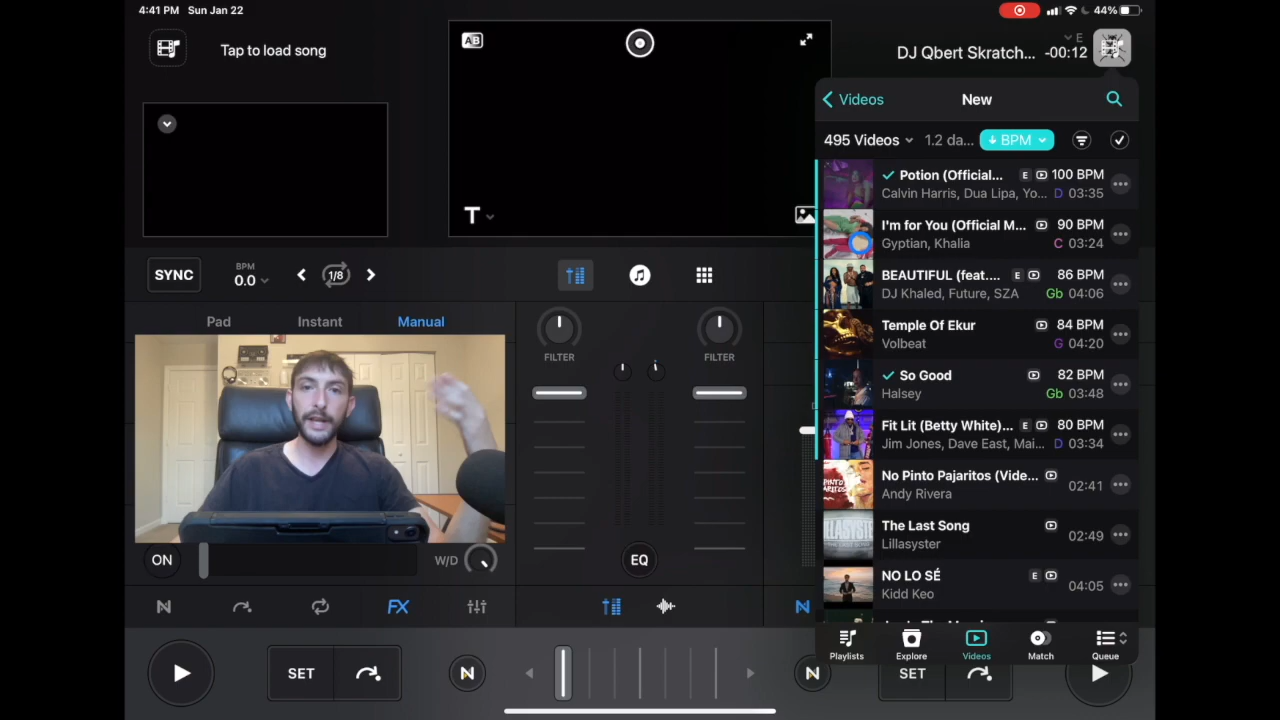 4:41 PM Sun Jan 22
44%
Tap to load song
AB
E
DJ Qbert Skratch... -00:12
T
Videos
New
495 Videos
1.2 da...
BPM
Potion (Official... E 100 BPM
Calvin Harris, Dua Lipa, Yo... D 03:35
I'm for You (Official M... 90 BPM
Gyptian, Khalia C 03:24
BEAUTIFUL (feat.... E 86 BPM
DJ Khaled, Future, SZA Gb 04:06
Temple Of Ekur 84 BPM
Volbeat G 04:20
So Good 82 BPM
Halsey Gb 03:48
Fit Lit (Betty White)... E 80 BPM
Jim Jones, Dave East, Mai... D 03:34
No Pinto Pajaritos (Vide...
Andy Rivera 02:41
The Last Song
Lillasyster 02:49
NO LO SÉ E
Kidd Keo 04:05
Playlists
Explore
Videos
Match
Queue
SYNC
BPM
0.0
1/8
Pad
Instant
Manual
FILTER
FILTER
ON
W/D
EQ
N
FX
N
SET
N
N
SET